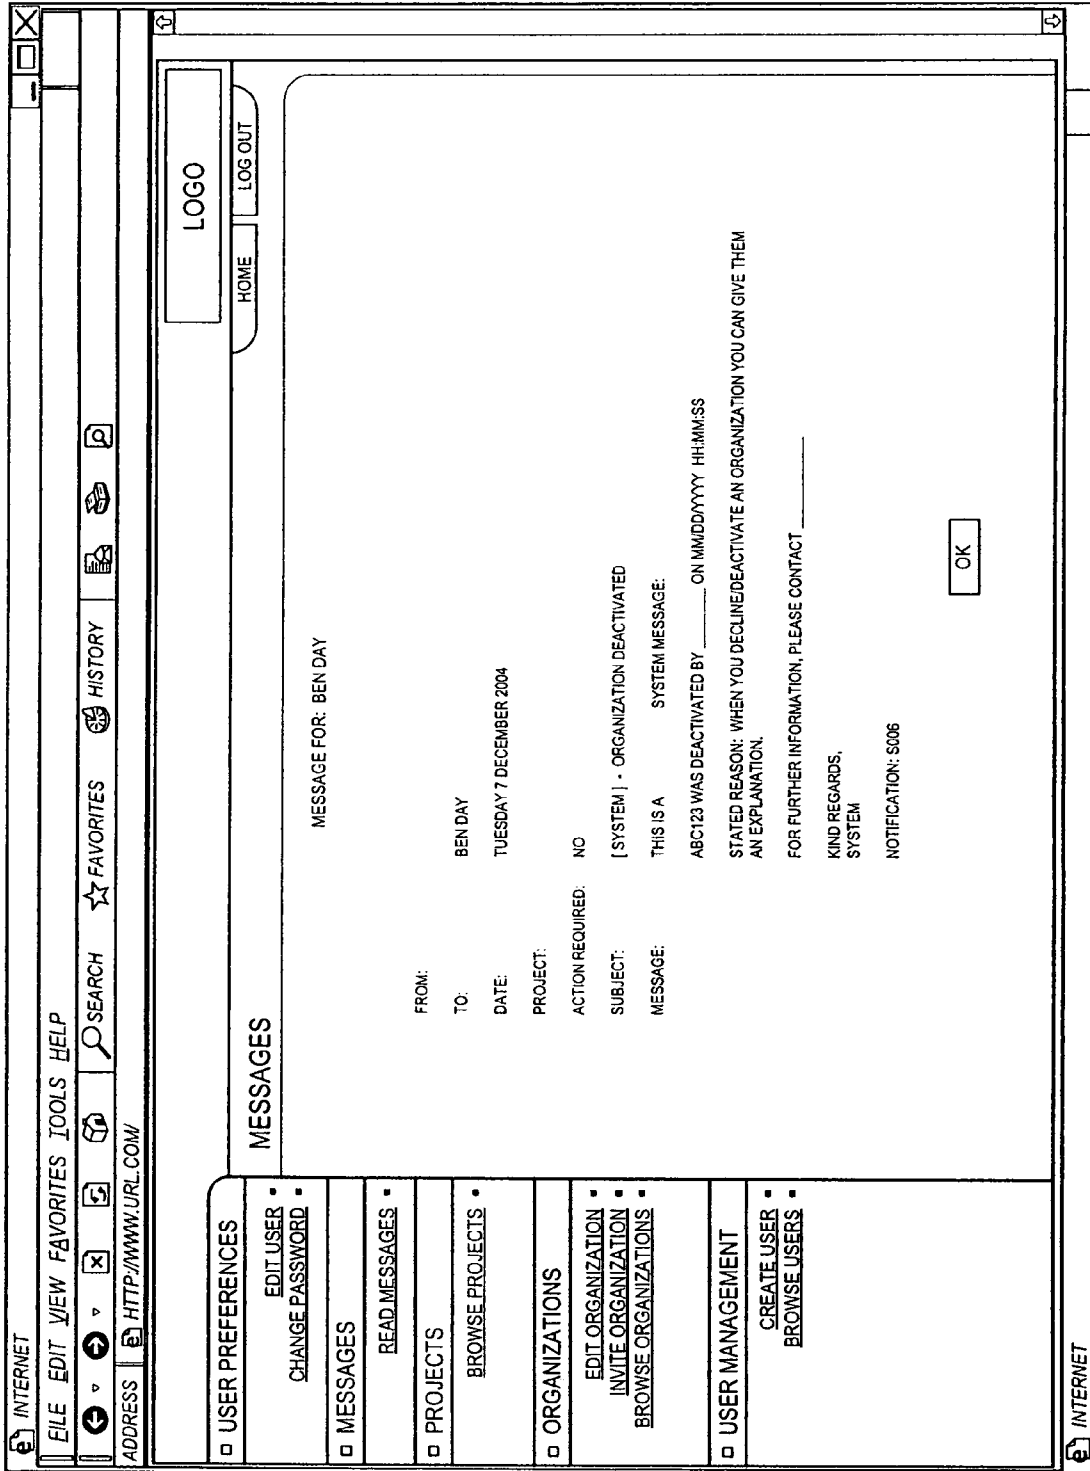 INTERNET
FILE EDIT VIEW FAVORITES TOOLS HELP
SEARCH FAVORITES HISTORY
ADDRESS HTTP://WWW.URL.COM/
LOGO
HOME LOG OUT
USER PREFERENCES
EDIT USER
CHANGE PASSWORD
MESSAGES
READ MESSAGES
PROJECTS
BROWSE PROJECTS
ORGANIZATIONS
EDIT ORGANIZATION
INVITE ORGANIZATION
BROWSE ORGANIZATIONS
USER MANAGEMENT
CREATE USER
BROWSE USERS
MESSAGES
MESSAGE FOR: BEN DAY
FROM:
TO: BEN DAY
DATE: TUESDAY 7 DECEMBER 2004
PROJECT:
ACTION REQUIRED: NO
SUBJECT: [SYSTEM] - ORGANIZATION DEACTIVATED
MESSAGE: THIS IS A SYSTEM MESSAGE:
ABC123 WAS DEACTIVATED BY ______ ON MM/DD/YYYY HH:MM:SS
STATED REASON: WHEN YOU DECLINE/DEACTIVATE AN ORGANIZATION YOU CAN GIVE THEM
AN EXPLANATION.
FOR FURTHER INFORMATION, PLEASE CONTACT ________
KIND REGARDS,
SYSTEM
NOTIFICATION: S006
OK
INTERNET